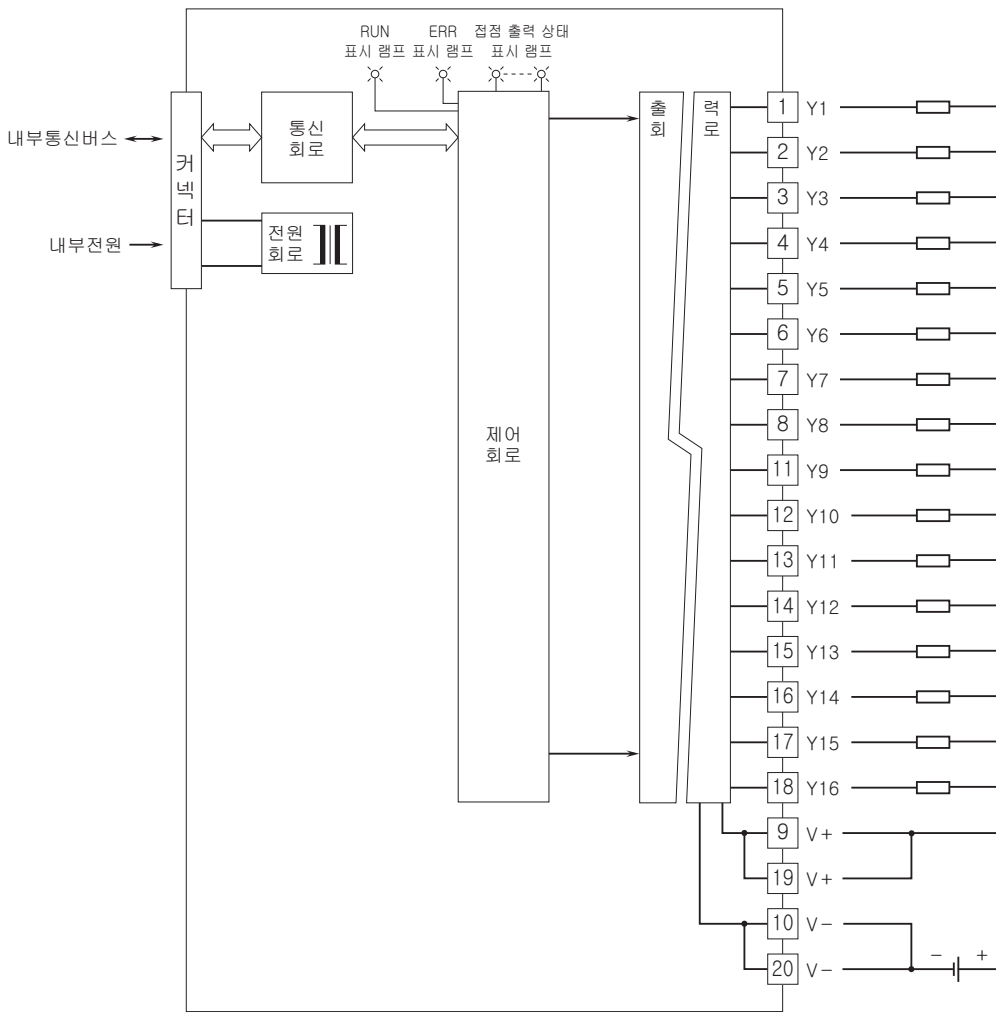 RUN
표시 램프
ERR
표시 램프
접점 출력 상태
표시 램프
내부통신버스
내부전원
커넥터
통신
회로
전원
회로
제어
회로
출 력
회 로
1 Y1
2 Y2
3 Y3
4 Y4
5 Y5
6 Y6
7 Y7
8 Y8
11 Y9
12 Y10
13 Y11
14 Y12
15 Y13
16 Y14
17 Y15
18 Y16
9 V+
19 V+
10 V−
20 V−
− +